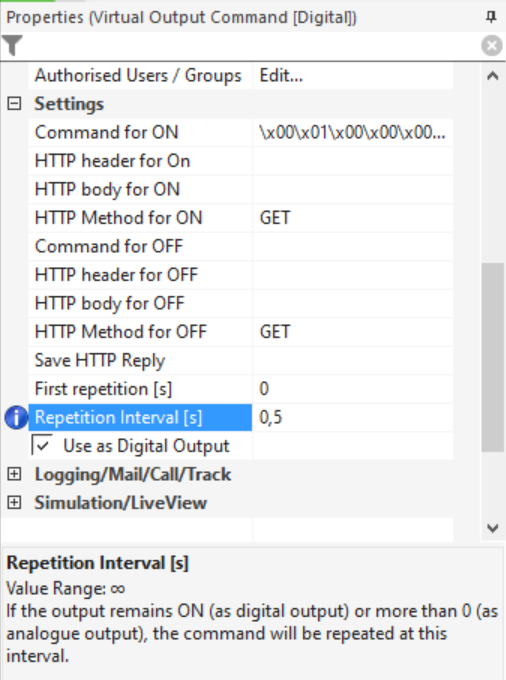 Properties (Virtual Output Command [Digital])
Authorised Users / Groups Edit...
Settings
Command for ON \x00\x01\x00\x00\x00...
HTTP header for On
HTTP body for ON
HTTP Method for ON GET
Command for OFF
HTTP header for OFF
HTTP body for OFF
HTTP Method for OFF GET
Save HTTP Reply
First repetition [s] 0
Repetition Interval [s] 0,5
Use as Digital Output
Logging/Mail/Call/Track
Simulation/LiveView
Repetition Interval [s]
Value Range: ∞
If the output remains ON (as digital output) or more than 0 (as
analogue output), the command will be repeated at this
interval.